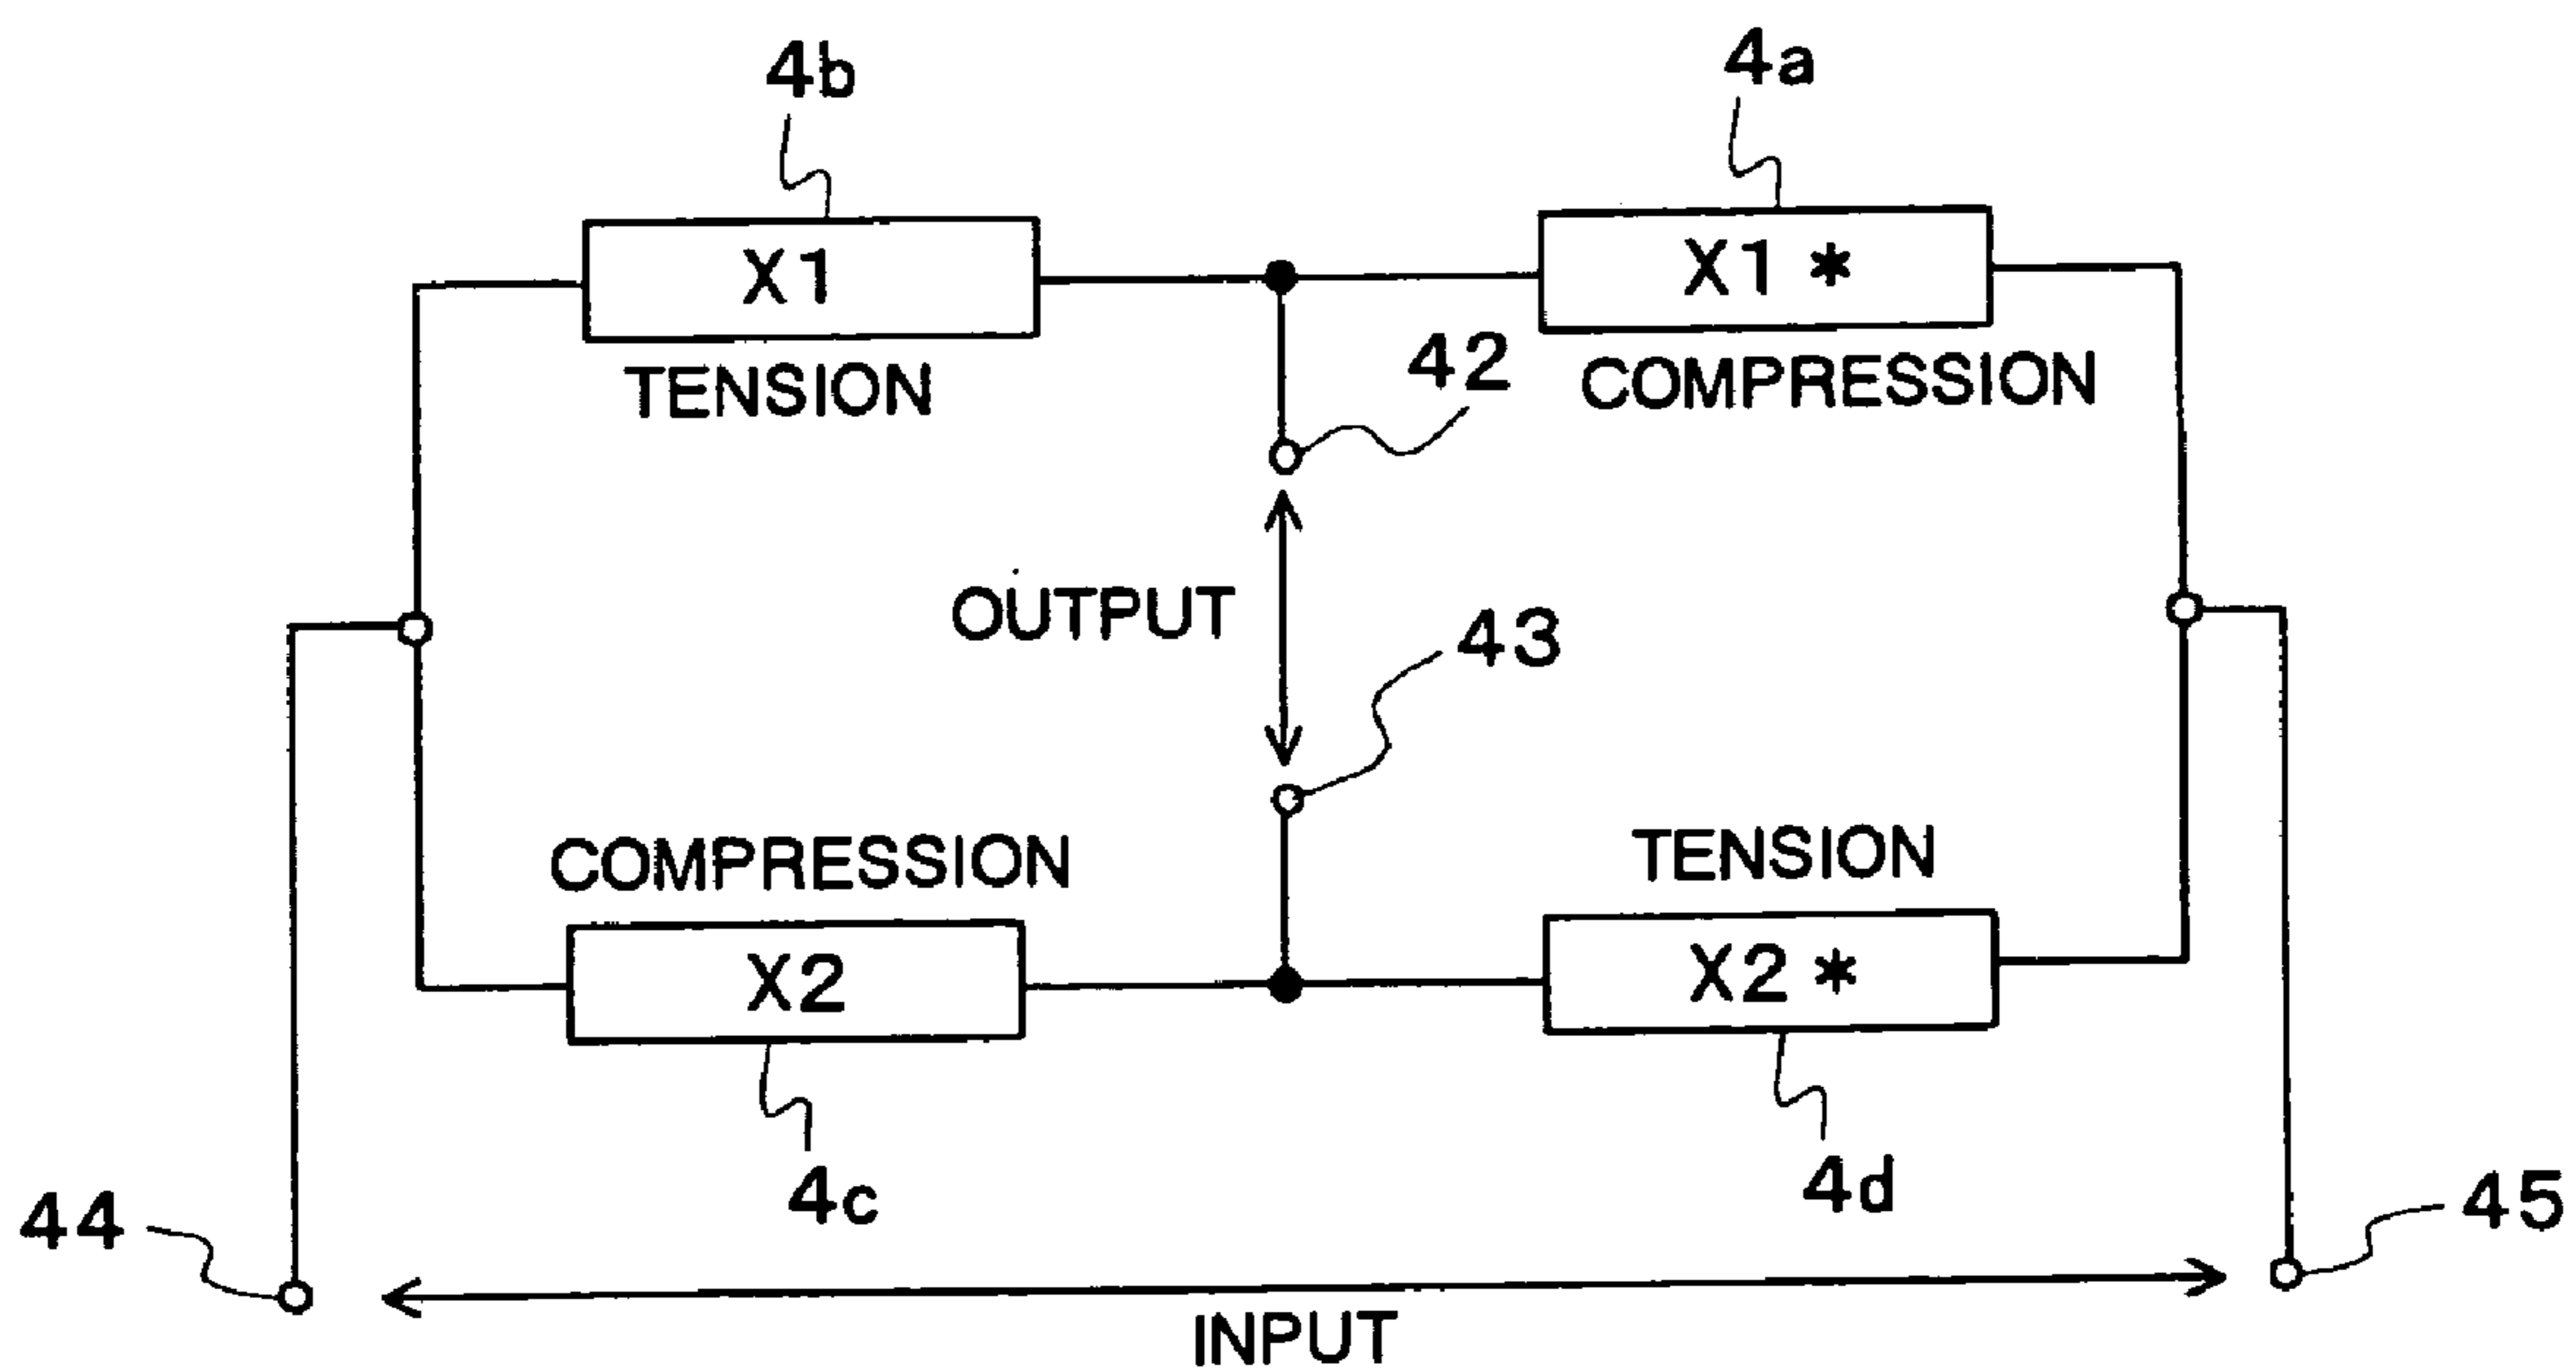 4b
4a
X1
X1 *
TENSION
COMPRESSION
42
OUTPUT
43
COMPRESSION
TENSION
X2
X2 *
4c
4d
44
45
INPUT